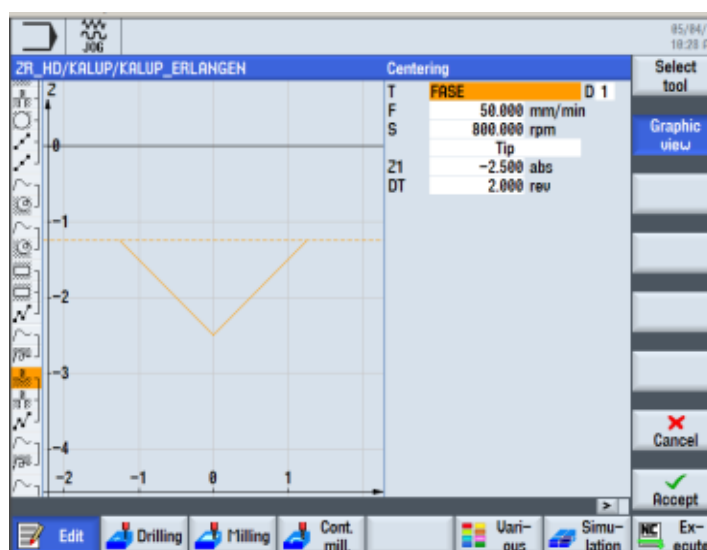 JOG
05/04/
10:28
ZR_HD/KALUP/KALUP_ERLANGEN
Centering
Select
tool
T FASE D 1
F 50.000 mm/min
S 800.000 rpm
Tip
Z1 -2.500 abs
DT 2.000 rev
Graphic
view
Z
0
-1
-2
-3
-4
-2 -1 0 1
Cancel
Accept
>
Edit
Drilling
Milling
Cont.
mill.
Vari-
ous
Simu-
lation
NC
Ex-
ecute